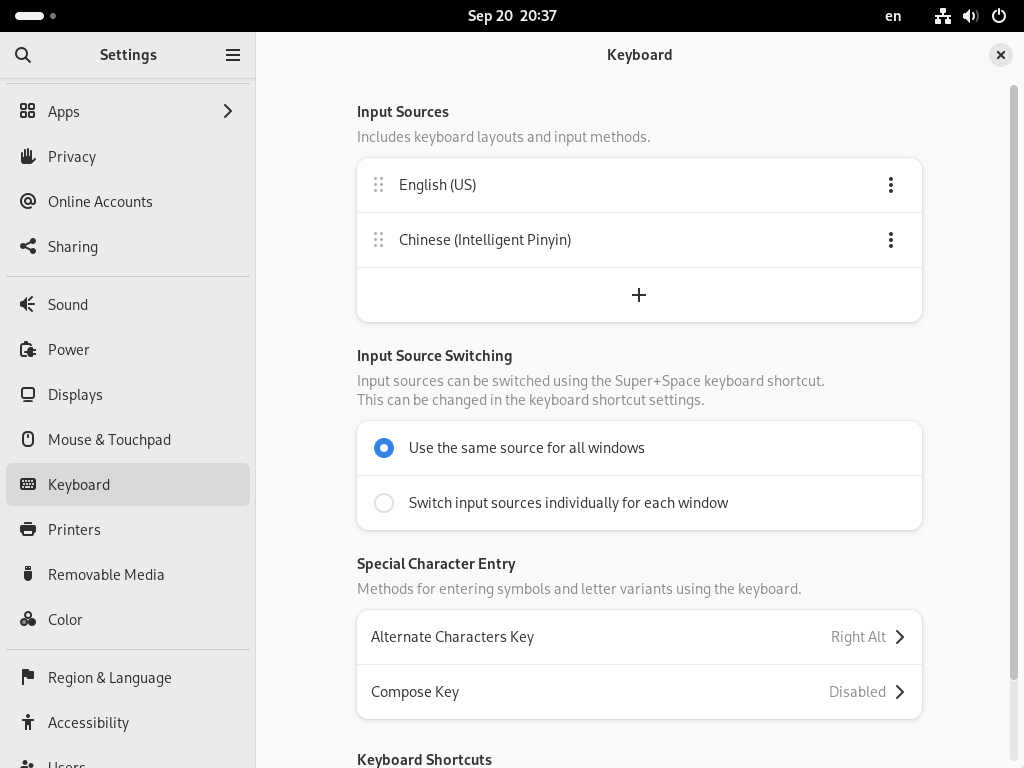 Sep 20  20:37
en
Settings
Keyboard
Apps
Privacy
Online Accounts
Sharing
Sound
Power
Displays
Mouse & Touchpad
Keyboard
Printers
Removable Media
Color
Region & Language
Accessibility
Users
Input Sources
Includes keyboard layouts and input methods.
English (US)
Chinese (Intelligent Pinyin)
Input Source Switching
Input sources can be switched using the Super+Space keyboard shortcut.
This can be changed in the keyboard shortcut settings.
Use the same source for all windows
Switch input sources individually for each window
Special Character Entry
Methods for entering symbols and letter variants using the keyboard.
Alternate Characters Key Right Alt
Compose Key Disabled
Keyboard Shortcuts